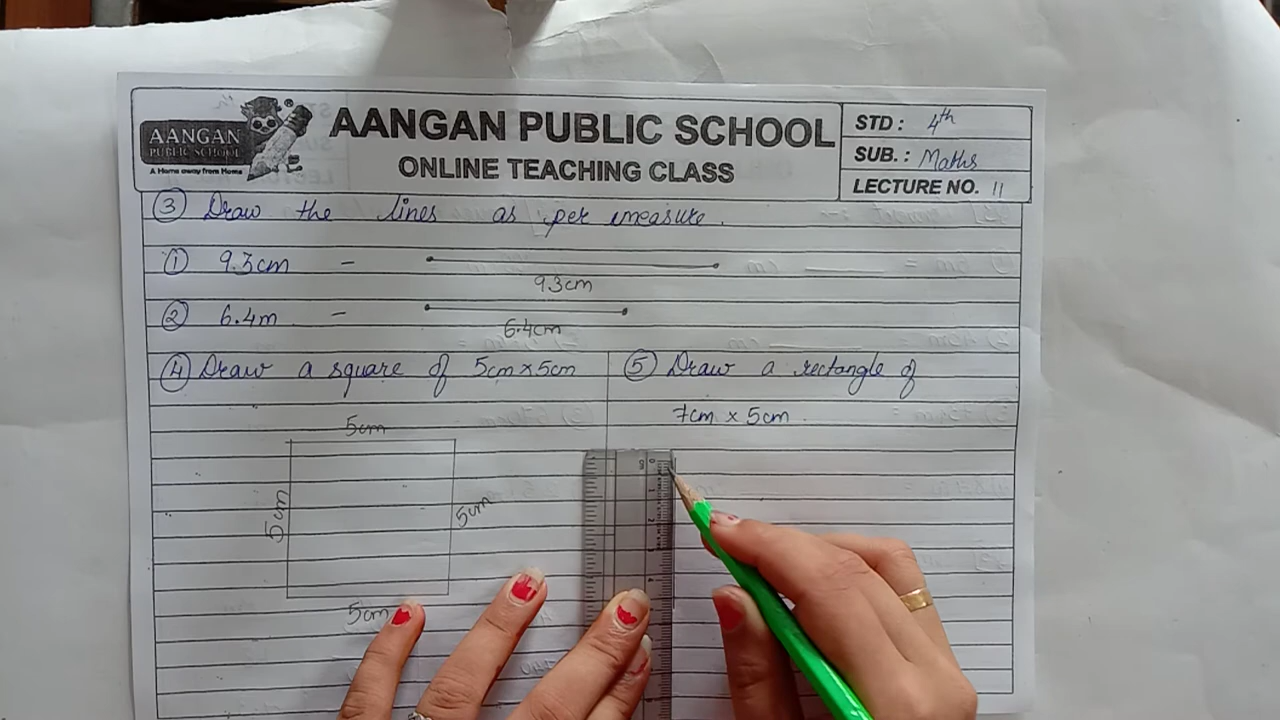 AANGAN
PUBLIC SCHOOL
A Home away from Home
AANGAN PUBLIC SCHOOL
ONLINE TEACHING CLASS
STD : 4th
SUB. : Maths
LECTURE NO. 11
③ Draw the lines as per measure.
① 9.3cm -
9.3cm
② 6.4m -
6.4cm
④ Draw a square of 5cm x 5cm
5cm
5cm
5cm
5cm
⑤ Draw a rectangle of
7cm x 5cm.